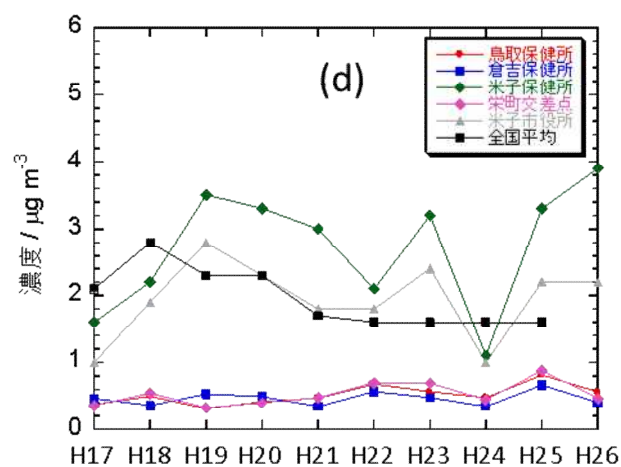 6
5
4
3
2
1
0
濃度 / μg m-3
(d)
鳥取保健所
倉吉保健所
米子保健所
栄町交差点
米子市役所
全国平均
H17 H18 H19 H20 H21 H22 H23 H24 H25 H26